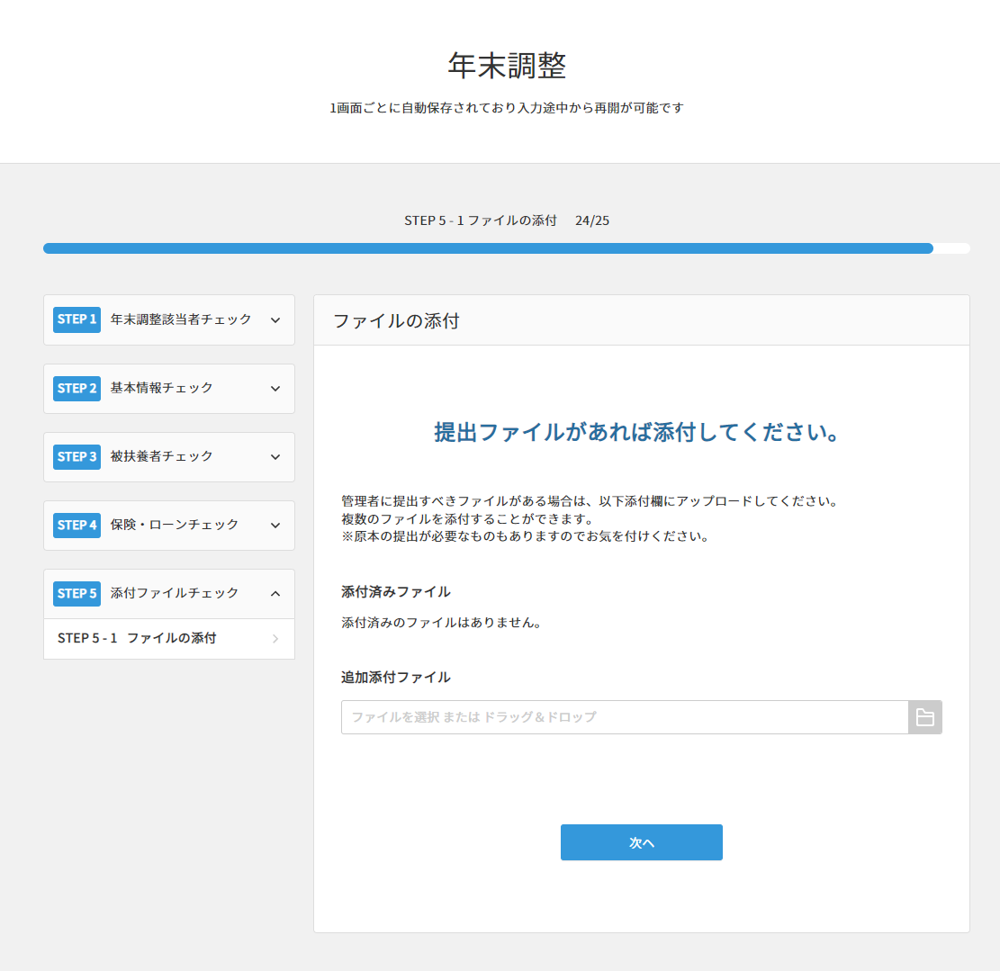 年末調整
1画面ごとに自動保存されており入力途中から再開が可能です
STEP 5 - 1 ファイルの添付 24/25
STEP 1 年末調整該当者チェック
STEP 2 基本情報チェック
STEP 3 被扶養者チェック
STEP 4 保険・ローンチェック
STEP 5 添付ファイルチェック
STEP 5 - 1 ファイルの添付
ファイルの添付
提出ファイルがあれば添付してください。
管理者に提出すべきファイルがある場合は、以下添付欄にアップロードしてください。
複数のファイルを添付することができます。
※原本の提出が必要なものもありますのでお気を付けください。
添付済みファイル
添付済みのファイルはありません。
追加添付ファイル
ファイルを選択 または ドラッグ＆ドロップ
次へ